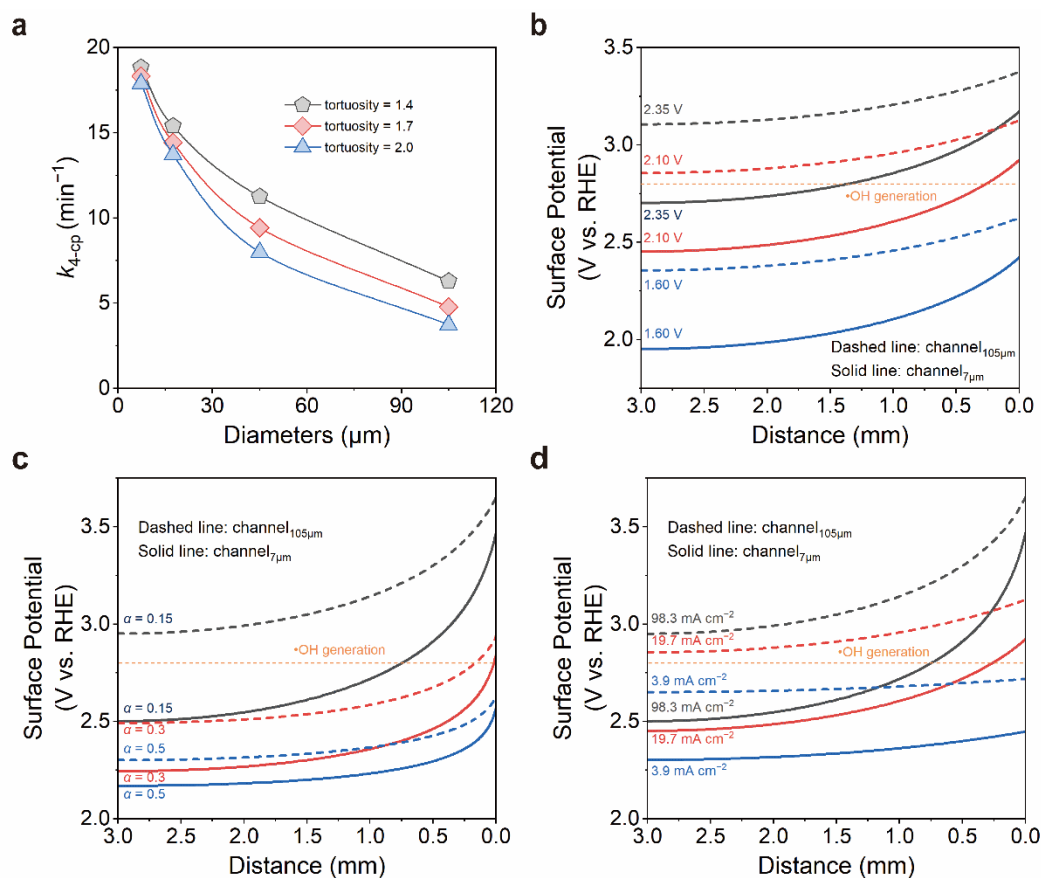 a
20
15
10
5
0
k4-cp (min−1)
0
30
60
90
120
Diameters (μm)
tortuosity = 1.4
tortuosity = 1.7
tortuosity = 2.0
b
3.5
3.0
2.5
2.0
Surface Potential
(V vs. RHE)
2.35 V
2.10 V
•OH generation
2.35 V
2.10 V
1.60 V
1.60 V
Dashed line: channel105μm
Solid line: channel7μm
3.0
2.5
2.0
1.5
1.0
0.5
0.0
Distance (mm)
c
3.5
3.0
2.5
2.0
Surface Potential
(V vs. RHE)
Dashed line: channel105μm
Solid line: channel7μm
α = 0.15
•OH generation
α = 0.15
α = 0.3
α = 0.5
α = 0.3
α = 0.5
3.0
2.5
2.0
1.5
1.0
0.5
0.0
Distance (mm)
d
3.5
3.0
2.5
2.0
Surface Potential
(V vs. RHE)
Dashed line: channel105μm
Solid line: channel7μm
98.3 mA cm−2
19.7 mA cm−2
•OH generation
3.9 mA cm−2
98.3 mA cm−2
19.7 mA cm−2
3.9 mA cm−2
3.0
2.5
2.0
1.5
1.0
0.5
0.0
Distance (mm)